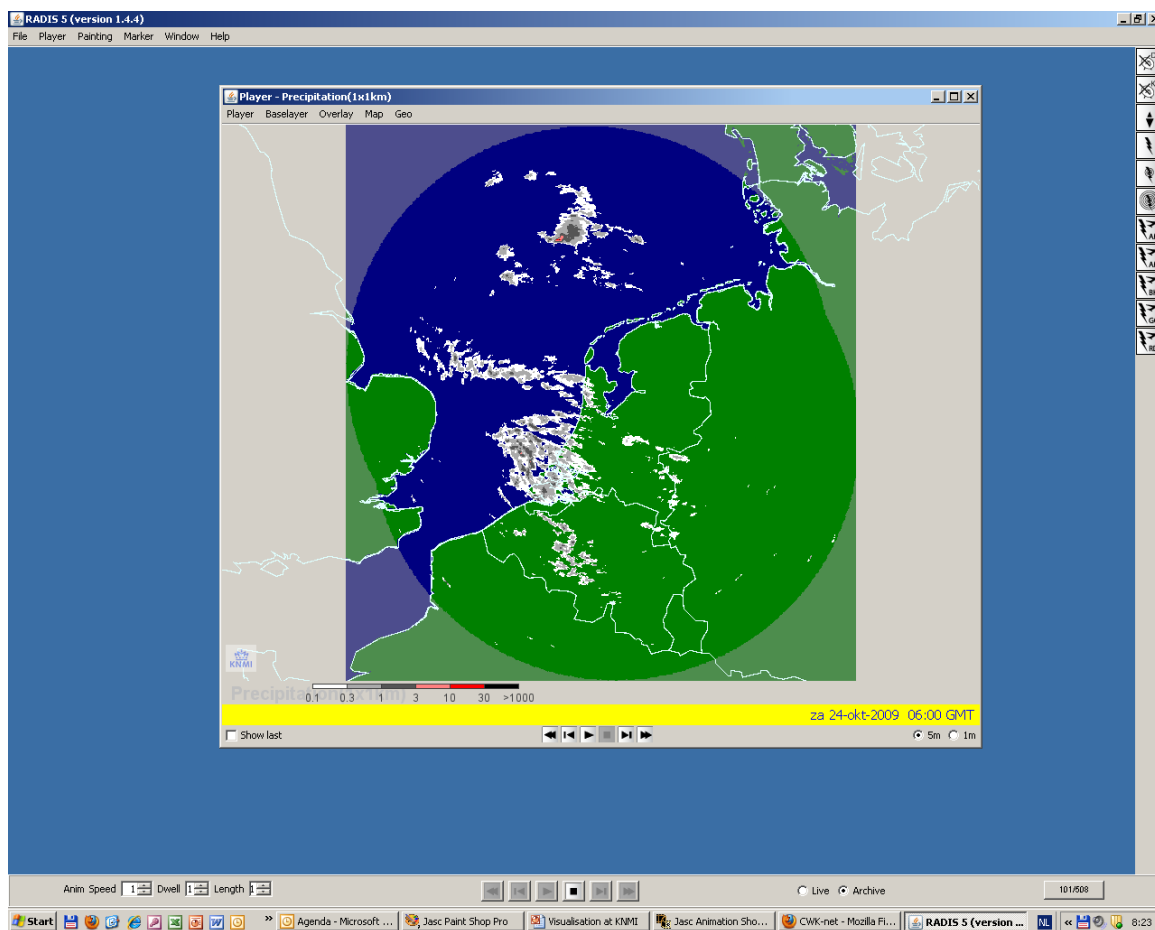 RADIS 5 (version 1.4.4)
File Player Painting Marker Window Help
Player - Precipitation(1x1km)
Player Baselayer Overlay Map Geo
KNMI
Precipitation(1x1km)
0.1 0.3 1 3 10 30 >1000
za 24-okt-2009 06:00 GMT
Show last
5m 1m
Anim Speed 1 Dwell 1 Length 1
Live Archive
101/508
Start
Agenda - Microsoft ...
Jasc Paint Shop Pro
Visualisation at KNMI
Jasc Animation Sho...
CWK-net - Mozilla Fi...
RADIS 5 (version ...
NL
8:23